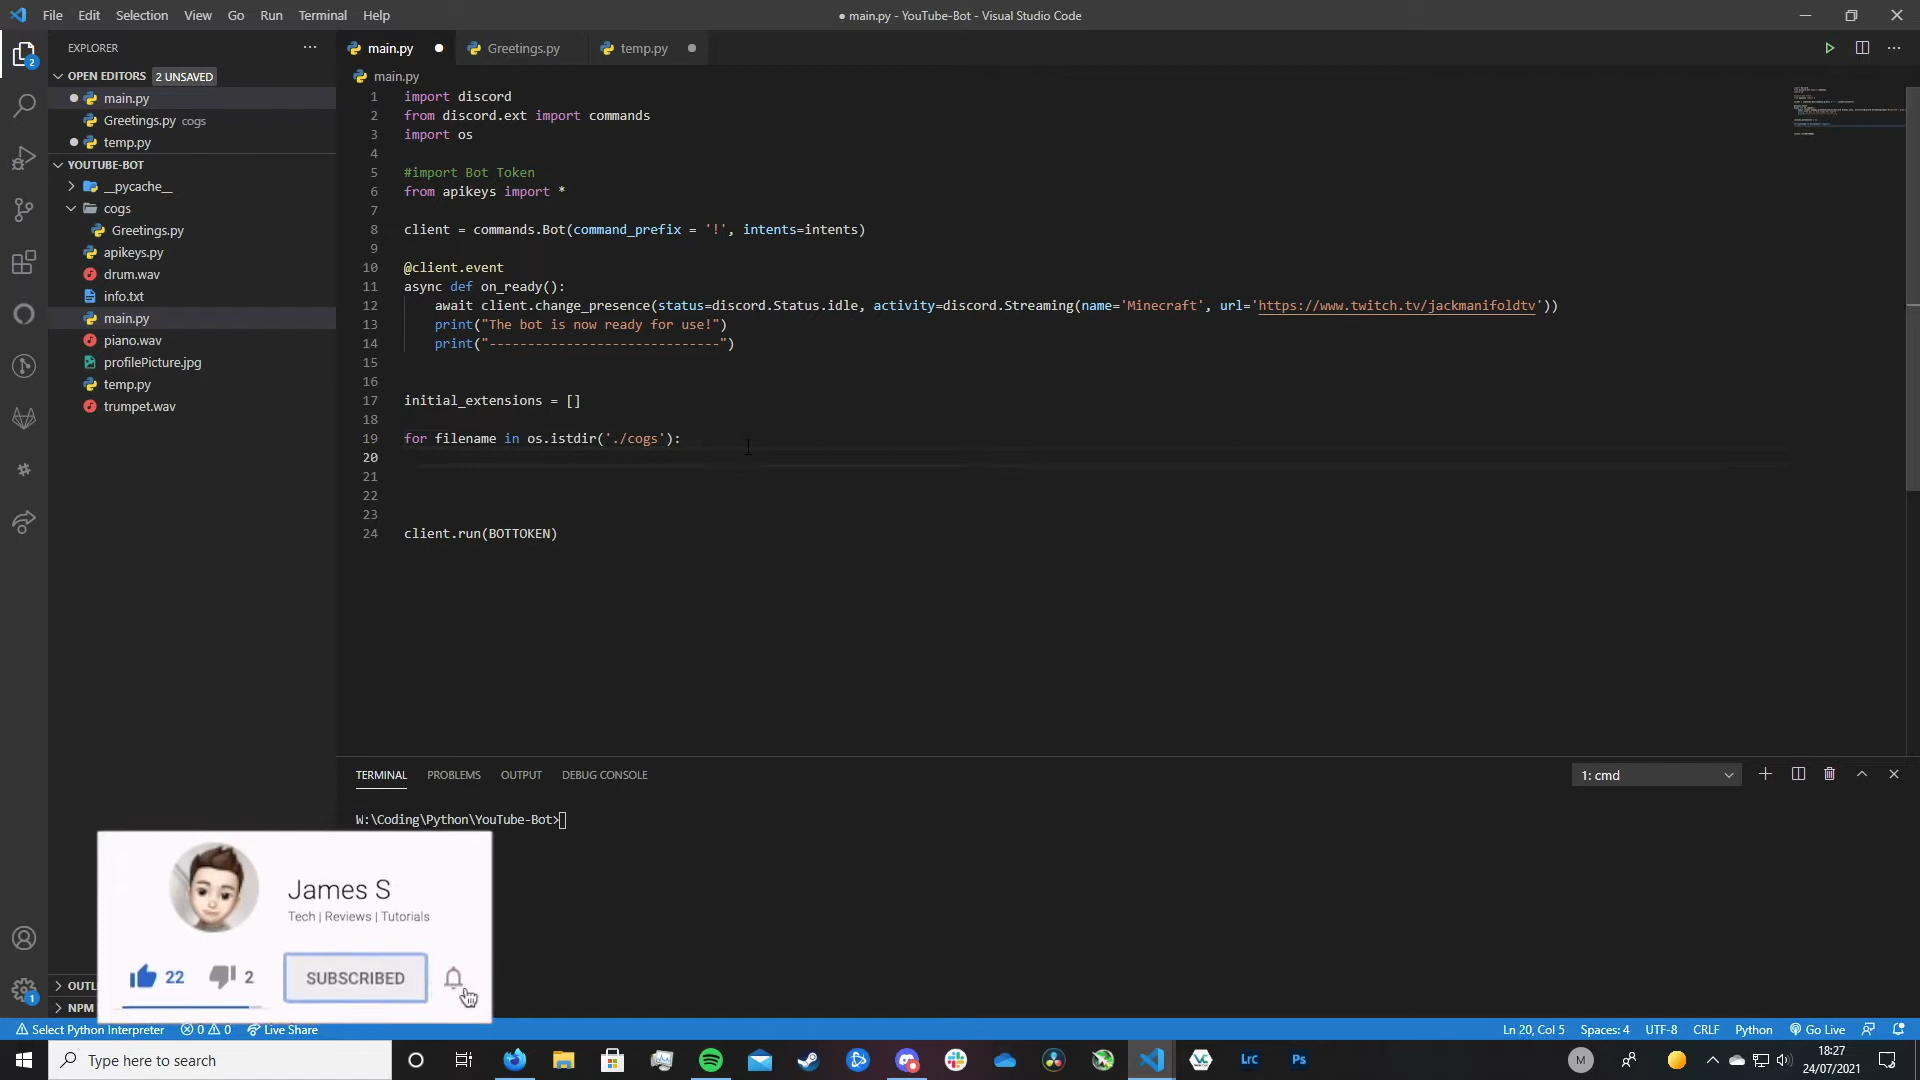 File Edit Selection View Go Run Terminal Help
● main.py - YouTube-Bot - Visual Studio Code
EXPLORER
OPEN EDITORS 2 UNSAVED
main.py
Greetings.py cogs
temp.py
YOUTUBE-BOT
__pycache__
cogs
Greetings.py
apikeys.py
drum.wav
info.txt
main.py
piano.wav
profilePicture.jpg
temp.py
trumpet.wav
main.py Greetings.py temp.py
main.py
1 import discord
2 from discord.ext import commands
3 import os
4
5 #import Bot Token
6 from apikeys import *
7
8 client = commands.Bot(command_prefix = '!', intents=intents)
9
10 @client.event
11 async def on_ready():
12 await client.change_presence(status=discord.Status.idle, activity=discord.Streaming(name='Minecraft', url='https://www.twitch.tv/jackmanifoldtv'))
13 print("The bot is now ready for use!")
14 print("------------------------------")
15
16
17 initial_extensions = []
18
19 for filename in os.istdir('./cogs'):
20
21
22
23
24 client.run(BOTTOKEN)
TERMINAL PROBLEMS OUTPUT DEBUG CONSOLE
1: cmd
W:\Coding\Python\YouTube-Bot>
James S
Tech | Reviews | Tutorials
22 2 SUBSCRIBED
OUTL
NPM
2
1
Select Python Interpreter 0 0 Live Share
Ln 20, Col 5 Spaces: 4 UTF-8 CRLF Python Go Live
Type here to search
Lrc Ps
M
18:27
24/07/2021